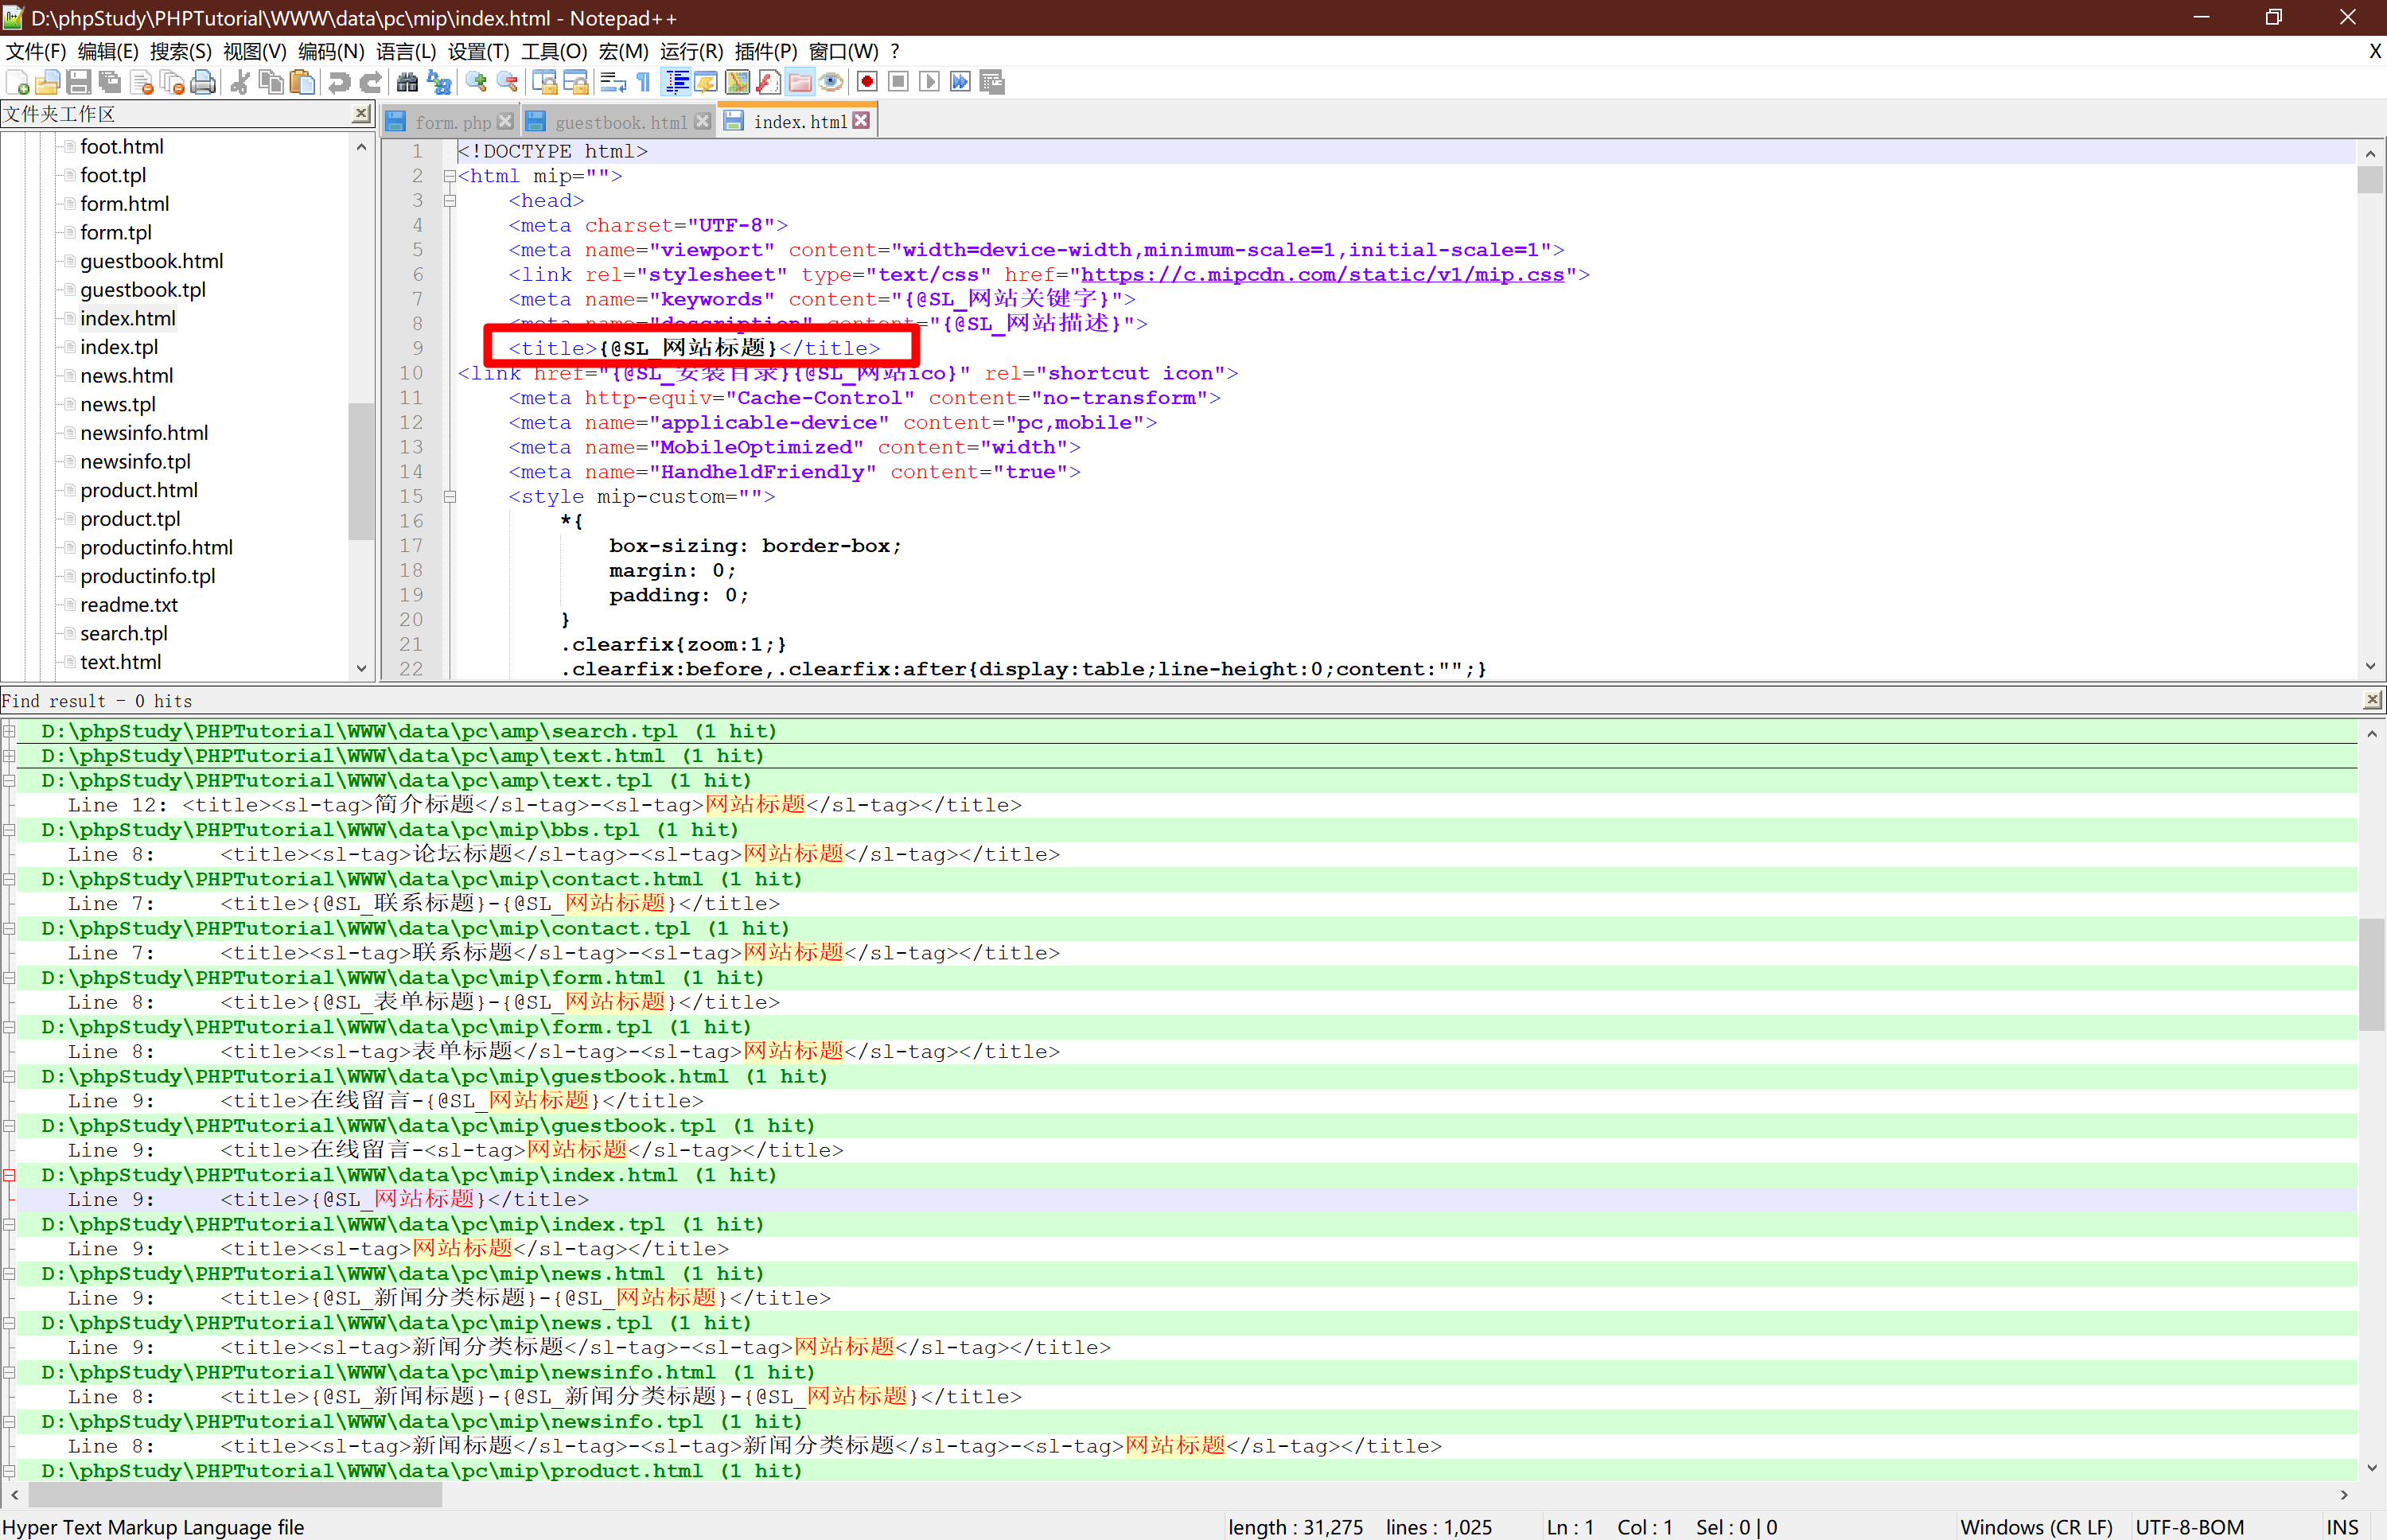 D:\phpStudy\PHPTutorial\WWW\data\pc\mip\index.html - Notepad++
文件(F) 编辑(E) 搜索(S) 视图(V) 编码(N) 语言(L) 设置(T) 工具(O) 宏(M) 运行(R) 插件(P) 窗口(W) ? X
文件夹工作区
foot.html
foot.tpl
form.html
form.tpl
guestbook.html
guestbook.tpl
index.html
index.tpl
news.html
news.tpl
newsinfo.html
newsinfo.tpl
product.html
product.tpl
productinfo.html
productinfo.tpl
readme.txt
search.tpl
text.html
form.php guestbook.html index.html
1 <!DOCTYPE html>
2 <html mip="">
3 <head>
4 <meta charset="UTF-8">
5 <meta name="viewport" content="width=device-width,minimum-scale=1,initial-scale=1">
6 <link rel="stylesheet" type="text/css" href="https://c.mipcdn.com/static/v1/mip.css">
7 <meta name="keywords" content="{@SL_网站关键字}">
8 <meta name="description" content="{@SL_网站描述}">
9 <title>{@SL_网站标题}</title>
10 <link href="{@SL_安装目录}{@SL_网站ico}" rel="shortcut icon">
11 <meta http-equiv="Cache-Control" content="no-transform">
12 <meta name="applicable-device" content="pc,mobile">
13 <meta name="MobileOptimized" content="width">
14 <meta name="HandheldFriendly" content="true">
15 <style mip-custom="">
16 *{
17 box-sizing: border-box;
18 margin: 0;
19 padding: 0;
20 }
21 .clearfix{zoom:1;}
22 .clearfix:before,.clearfix:after{display:table;line-height:0;content:"";}
Find result - 0 hits
D:\phpStudy\PHPTutorial\WWW\data\pc\amp\search.tpl (1 hit)
D:\phpStudy\PHPTutorial\WWW\data\pc\amp\text.html (1 hit)
D:\phpStudy\PHPTutorial\WWW\data\pc\amp\text.tpl (1 hit)
Line 12: <title><sl-tag>简介标题</sl-tag>-<sl-tag>网站标题</sl-tag></title>
D:\phpStudy\PHPTutorial\WWW\data\pc\mip\bbs.tpl (1 hit)
Line 8: <title><sl-tag>论坛标题</sl-tag>-<sl-tag>网站标题</sl-tag></title>
D:\phpStudy\PHPTutorial\WWW\data\pc\mip\contact.html (1 hit)
Line 7: <title>{@SL_联系标题}-{@SL_网站标题}</title>
D:\phpStudy\PHPTutorial\WWW\data\pc\mip\contact.tpl (1 hit)
Line 7: <title><sl-tag>联系标题</sl-tag>-<sl-tag>网站标题</sl-tag></title>
D:\phpStudy\PHPTutorial\WWW\data\pc\mip\form.html (1 hit)
Line 8: <title>{@SL_表单标题}-{@SL_网站标题}</title>
D:\phpStudy\PHPTutorial\WWW\data\pc\mip\form.tpl (1 hit)
Line 8: <title><sl-tag>表单标题</sl-tag>-<sl-tag>网站标题</sl-tag></title>
D:\phpStudy\PHPTutorial\WWW\data\pc\mip\guestbook.html (1 hit)
Line 9: <title>在线留言-{@SL_网站标题}</title>
D:\phpStudy\PHPTutorial\WWW\data\pc\mip\guestbook.tpl (1 hit)
Line 9: <title>在线留言-<sl-tag>网站标题</sl-tag></title>
D:\phpStudy\PHPTutorial\WWW\data\pc\mip\index.html (1 hit)
Line 9: <title>{@SL_网站标题}</title>
D:\phpStudy\PHPTutorial\WWW\data\pc\mip\index.tpl (1 hit)
Line 9: <title><sl-tag>网站标题</sl-tag></title>
D:\phpStudy\PHPTutorial\WWW\data\pc\mip\news.html (1 hit)
Line 9: <title>{@SL_新闻分类标题}-{@SL_网站标题}</title>
D:\phpStudy\PHPTutorial\WWW\data\pc\mip\news.tpl (1 hit)
Line 9: <title><sl-tag>新闻分类标题</sl-tag>-<sl-tag>网站标题</sl-tag></title>
D:\phpStudy\PHPTutorial\WWW\data\pc\mip\newsinfo.html (1 hit)
Line 8: <title>{@SL_新闻标题}-{@SL_新闻分类标题}-{@SL_网站标题}</title>
D:\phpStudy\PHPTutorial\WWW\data\pc\mip\newsinfo.tpl (1 hit)
Line 8: <title><sl-tag>新闻标题</sl-tag>-<sl-tag>新闻分类标题</sl-tag>-<sl-tag>网站标题</sl-tag></title>
D:\phpStudy\PHPTutorial\WWW\data\pc\mip\product.html (1 hit)
Hyper Text Markup Language file length : 31,275 lines : 1,025 Ln : 1 Col : 1 Sel : 0 | 0 Windows (CR LF) UTF-8-BOM INS